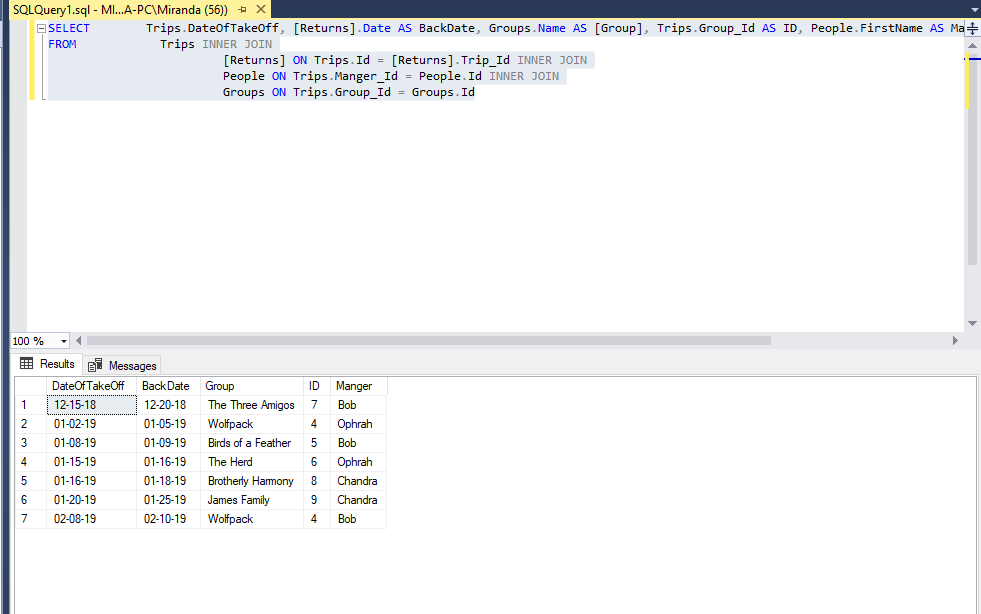 SQLQuery1.sql - MI...A-PC\Miranda (56))
SELECT Trips.DateOfTakeOff, [Returns].Date AS BackDate, Groups.Name AS [Group], Trips.Group_Id AS ID, People.FirstName AS Ma
FROM Trips INNER JOIN
[Returns] ON Trips.Id = [Returns].Trip_Id INNER JOIN
People ON Trips.Manger_Id = People.Id INNER JOIN
Groups ON Trips.Group_Id = Groups.Id
100 %
Results Messages
DateOfTakeOff BackDate Group ID Manger
1 12-15-18 12-20-18 The Three Amigos 7 Bob
2 01-02-19 01-05-19 Wolfpack 4 Ophrah
3 01-08-19 01-09-19 Birds of a Feather 5 Bob
4 01-15-19 01-16-19 The Herd 6 Ophrah
5 01-16-19 01-18-19 Brotherly Harmony 8 Chandra
6 01-20-19 01-25-19 James Family 9 Chandra
7 02-08-19 02-10-19 Wolfpack 4 Bob